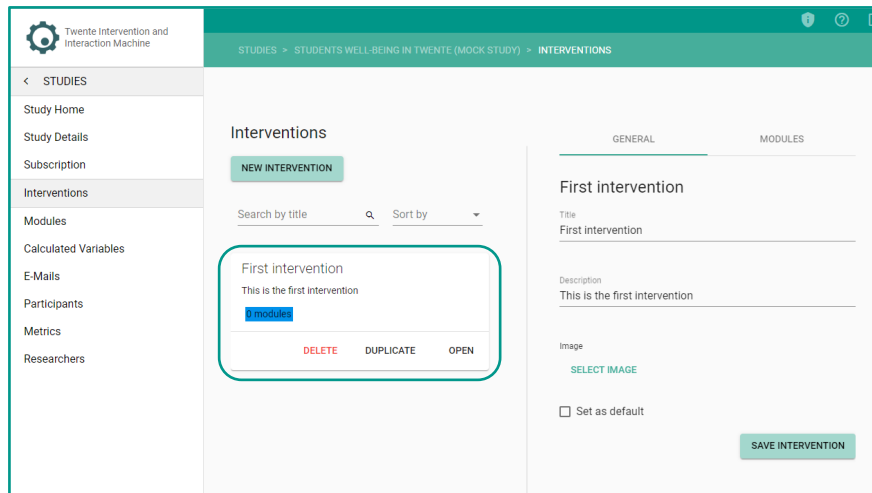 Twente Intervention and
Interaction Machine
STUDIES > STUDENTS WELL-BEING IN TWENTE (MOCK STUDY) > INTERVENTIONS
< STUDIES
Study Home
Study Details
Subscription
Interventions
Modules
Calculated Variables
E-Mails
Participants
Metrics
Researchers
Interventions
NEW INTERVENTION
Search by title
Sort by
First intervention
This is the first intervention
0 modules
DELETE DUPLICATE OPEN
GENERAL MODULES
First intervention
Title
First intervention
Description
This is the first intervention
Image
SELECT IMAGE
Set as default
SAVE INTERVENTION